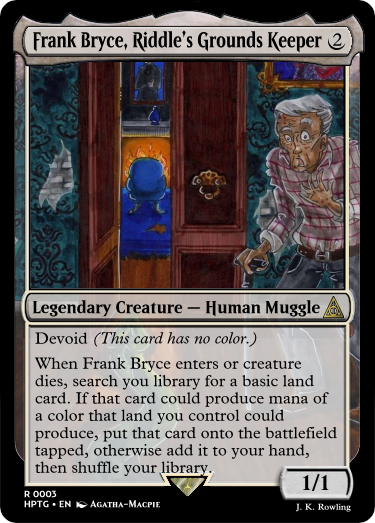 Frank Bryce, Riddle's Grounds Keeper 2
Legendary Creature — Human Muggle
Devoid (This card has no color.)
When Frank Bryce enters or creature
dies, search you library for a basic land
card. If that card could produce mana of
a color that land you control could
produce, put that card onto the battlefield
tapped, otherwise add it to your hand,
then shuffle your library.
1/1
R 0003
HPTG • EN Agatha-Macpie
J. K. Rowling